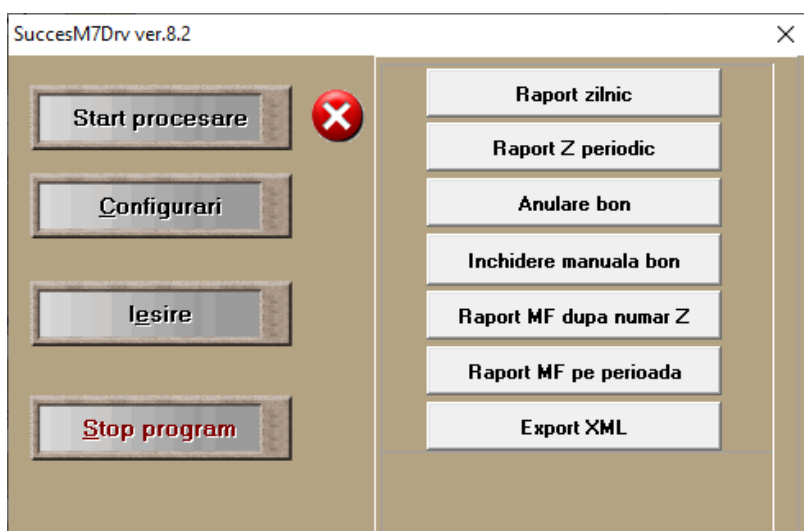 SuccesM7Drv ver.8.2
Start procesare
Configurari
Iesire
Stop program
Raport zilnic
Raport Z periodic
Anulare bon
Inchidere manuala bon
Raport MF dupa numar Z
Raport MF pe perioada
Export XML